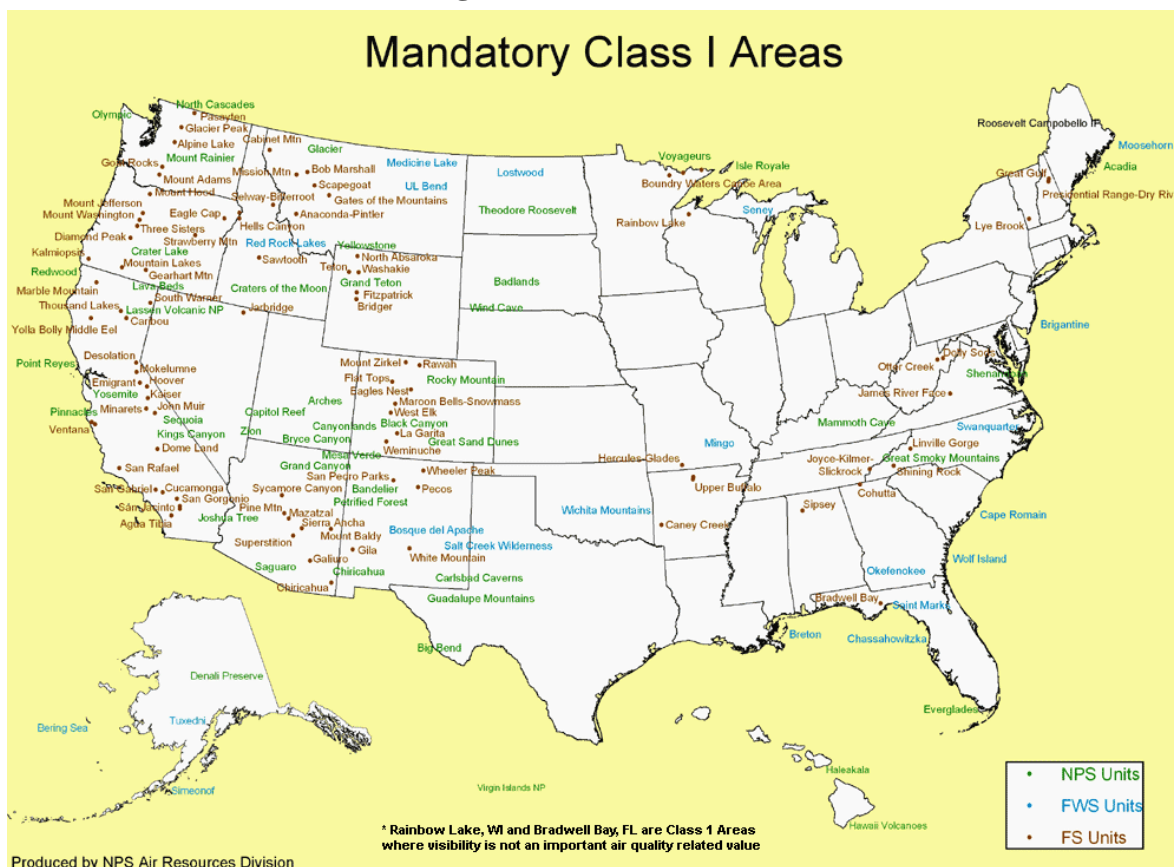 Mandatory Class I Areas
North Cascades
Pasayten
Olympic
Glacier Peak
Alpine Lake
Cabinet Mtn
Glacier
Goat Rocks
Mount Rainier
Mission Mtn
Bob Marshall
Medicine Lake
Lostwood
Voyageurs
Isle Royale
Roosevelt Campobello IP
Moosehorn
Acadia
Mount Adams
Scapegoat
UL Bend
Boundry Waters Canoe Area
Great Gulf
Mount Hood
Selway-Bitterroot
Gates of the Mountains
Presidential Range-Dry Riv
Mount Jefferson
Mount Washington
Eagle Cap
Anaconda-Pintler
Theodore Roosevelt
Rainbow Lake
Seney
Lye Brook
Three Sisters
Hells Canyon
Diamond Peak
Strawberry Mtn
Red Rock Lakes
Yellowstone
Kalmiopsis
Crater Lake
Sawtooth
North Absaroka
Redwood
Mountain Lakes
Teton
Washakie
Gearhart Mtn
Grand Teton
Badlands
Marble Mountain
Lava Beds
Craters of the Moon
Fitzpatrick
South Warner
Bridger
Thousand Lakes
Lassen Volcanic NP
Jarbridge
Wind Cave
Caribou
Yolla Bolly Middle Eel
Brigantine
Desolation
Mount Zirkel
Rawah
Dolly Sods
Point Reyes
Mokelumne
Otter Creek
Emigrant
Hoover
Flat Tops
Rocky Mountain
Shenandoah
Yosemite
Kaiser
Eagles Nest
James River Face
Pinnacles
Minarets
John Muir
Arches
Maroon Bells-Snowmass
Capitol Reef
West Elk
Ventana
Sequoia
Canyonlands
Black Canyon
Mammoth Cave
Swanquarter
Kings Canyon
Zion
Bryce Canyon
La Garita
Great Sand Dunes
Mingo
Linville Gorge
Dome Land
Weminuche
Mesa Verde
Hercules-Glades
Joyce-Kilmer-
Slickrock
Great Smoky Mountains
San Rafael
Grand Canyon
Wheeler Peak
Shining Rock
San Pedro Parks
Upper Buffalo
San Gabriel
Cucamonga
Sycamore Canyon
Bandelier
Pecos
Cohutta
San Gorgonio
Petrified Forest
Sipsey
San Jacinto
Pine Mtn
Mazatzal
Wichita Mountains
Cape Romain
Agua Tibia
Joshua Tree
Sierra Ancha
Bosque del Apache
Caney Creek
Superstition
Mount Baldy
Salt Creek Wilderness
Gila
White Mountain
Wolf Island
Galiuro
Saguaro
Chiricahua
Carlsbad Caverns
Okefenokee
Chiricahua
Guadalupe Mountains
Bradwell Bay
Saint Marks
Breton
Chassahowitzka
Big Bend
Denali Preserve
Everglades
Bering Sea
Tuxedni
Simeonof
Virgin Islands NP
Haleakala
Hawaii Volcanoes
NPS Units
FWS Units
FS Units
* Rainbow Lake, WI and Bradwell Bay, FL are Class 1 Areas
where visibility is not an important air quality related value
Produced by NPS Air Resources Division